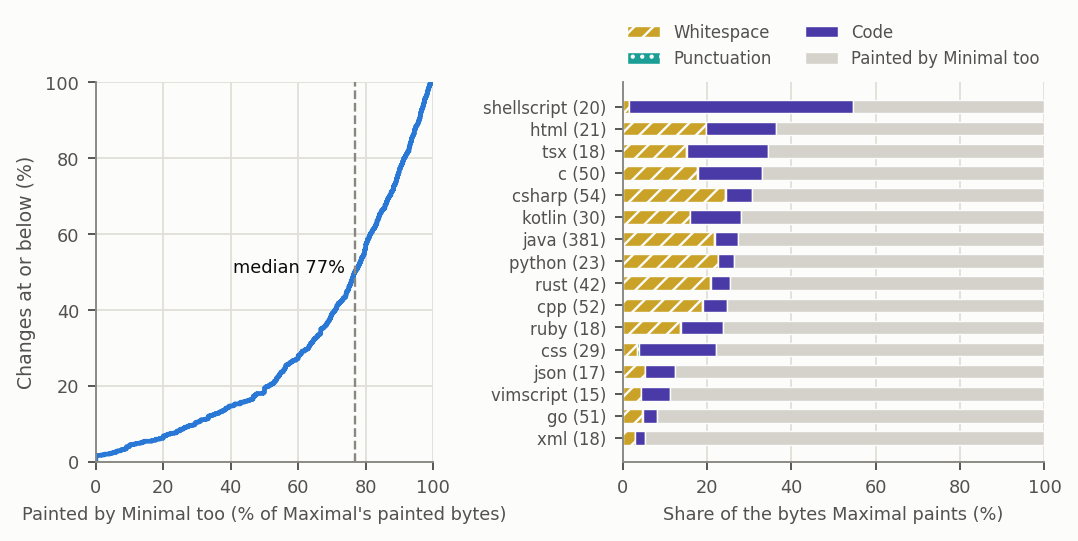 Whitespace
Code
Punctuation
Painted by Minimal too
100
80
60
40
20
0
Changes at or below (%)
median 77%
0 20 40 60 80 100
Painted by Minimal too (% of Maximal's painted bytes)
shellscript (20)
html (21)
tsx (18)
c (50)
csharp (54)
kotlin (30)
java (381)
python (23)
rust (42)
cpp (52)
ruby (18)
css (29)
json (17)
vimscript (15)
go (51)
xml (18)
0 20 40 60 80 100
Share of the bytes Maximal paints (%)